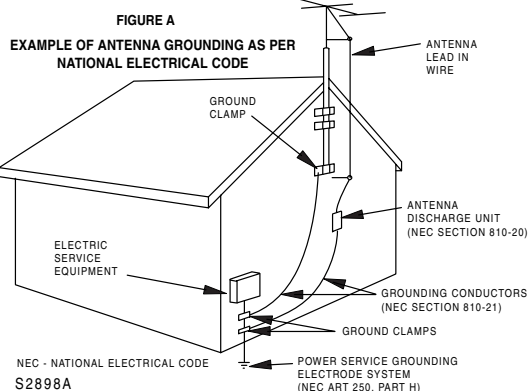 FIGURE A
EXAMPLE OF ANTENNA GROUNDING AS PER
NATIONAL ELECTRICAL CODE
ANTENNA
LEAD IN
WIRE
GROUND
CLAMP
ANTENNA
DISCHARGE UNIT
(NEC SECTION 810-20)
ELECTRIC
SERVICE
EQUIPMENT
GROUNDING CONDUCTORS
(NEC SECTION 810-21)
GROUND CLAMPS
NEC - NATIONAL ELECTRICAL CODE
S2898A
POWER SERVICE GROUNDING
ELECTRODE SYSTEM
(NEC ART 250, PART H)